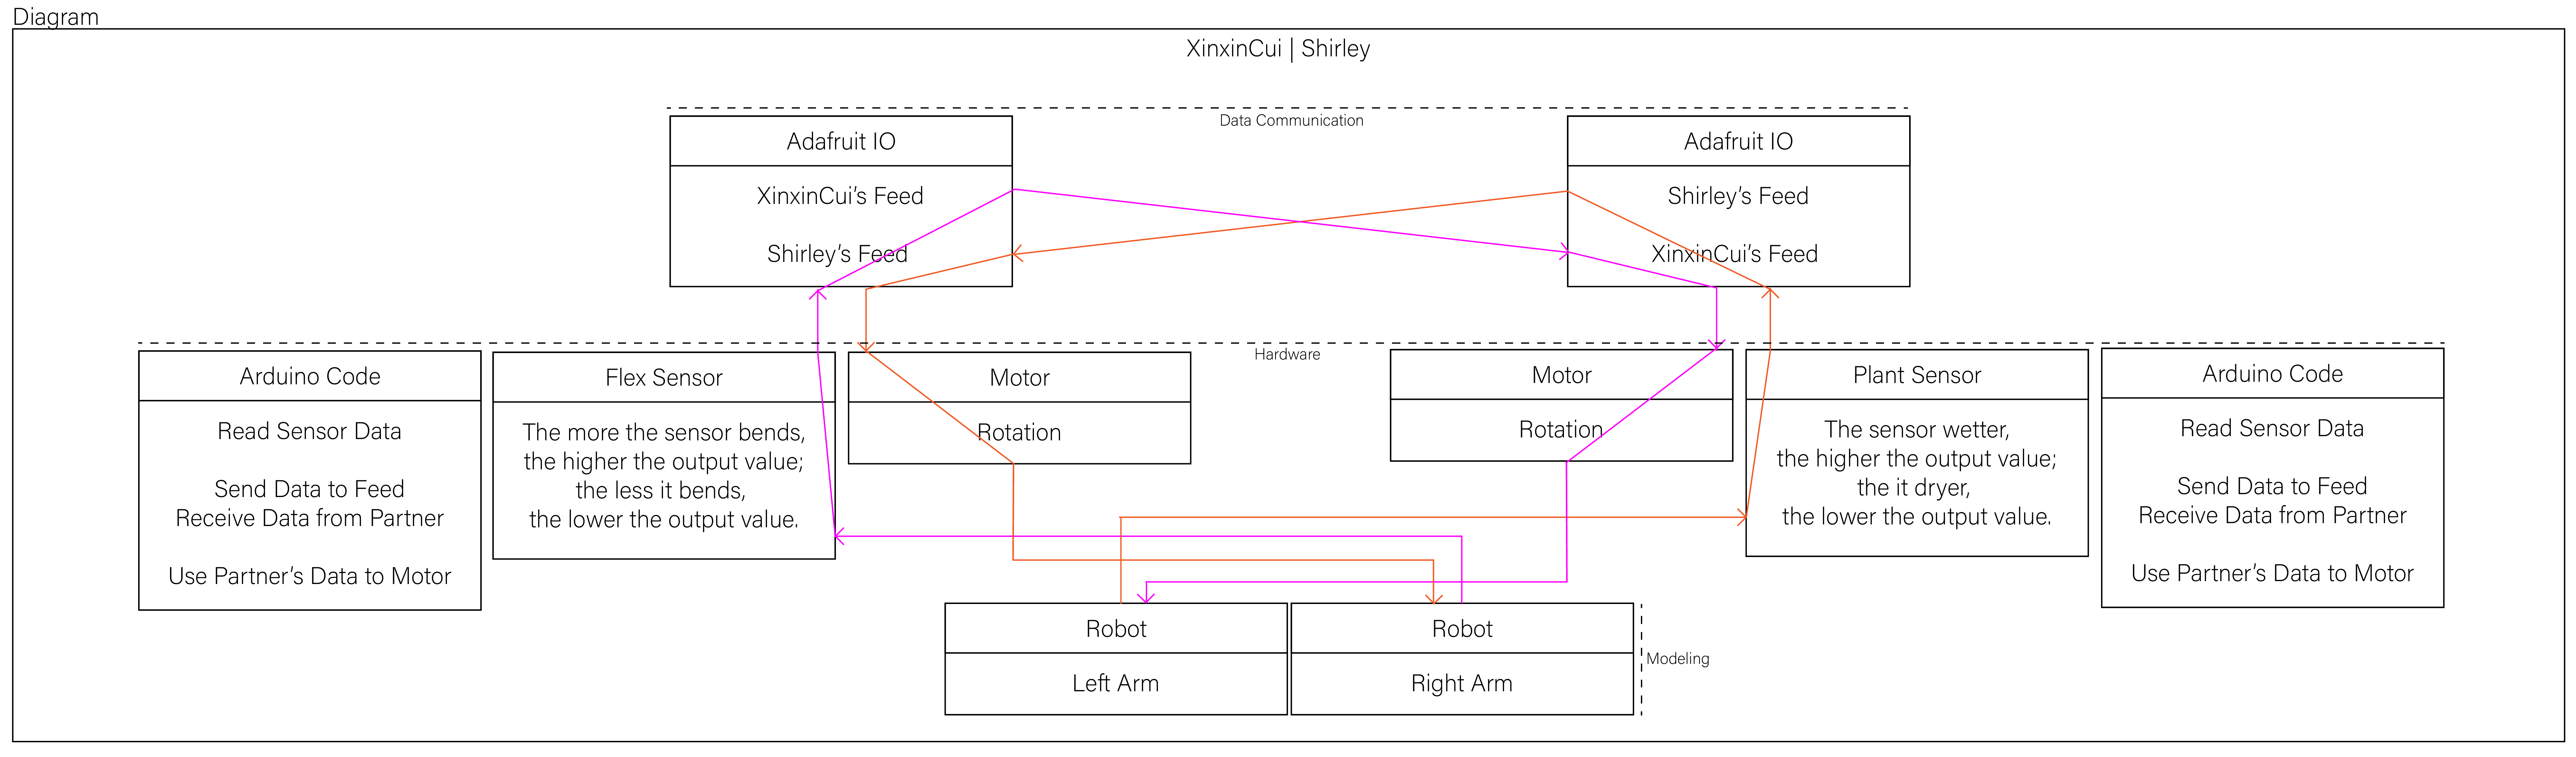 Diagram
XinxinCui | Shirley
Data Communication
Adafruit IO
XinxinCui’s Feed
Shirley’s Feed
Adafruit IO
Shirley’s Feed
XinxinCui’s Feed
Hardware
Arduino Code
Read Sensor Data
Send Data to Feed
Receive Data from Partner
Use Partner’s Data to Motor
Flex Sensor
The more the sensor bends,
the higher the output value;
the less it bends,
the lower the output value.
Motor
Rotation
Motor
Rotation
Plant Sensor
The sensor wetter,
the higher the output value;
the it dryer,
the lower the output value.
Arduino Code
Read Sensor Data
Send Data to Feed
Receive Data from Partner
Use Partner’s Data to Motor
Robot
Left Arm
Robot
Right Arm
Modeling